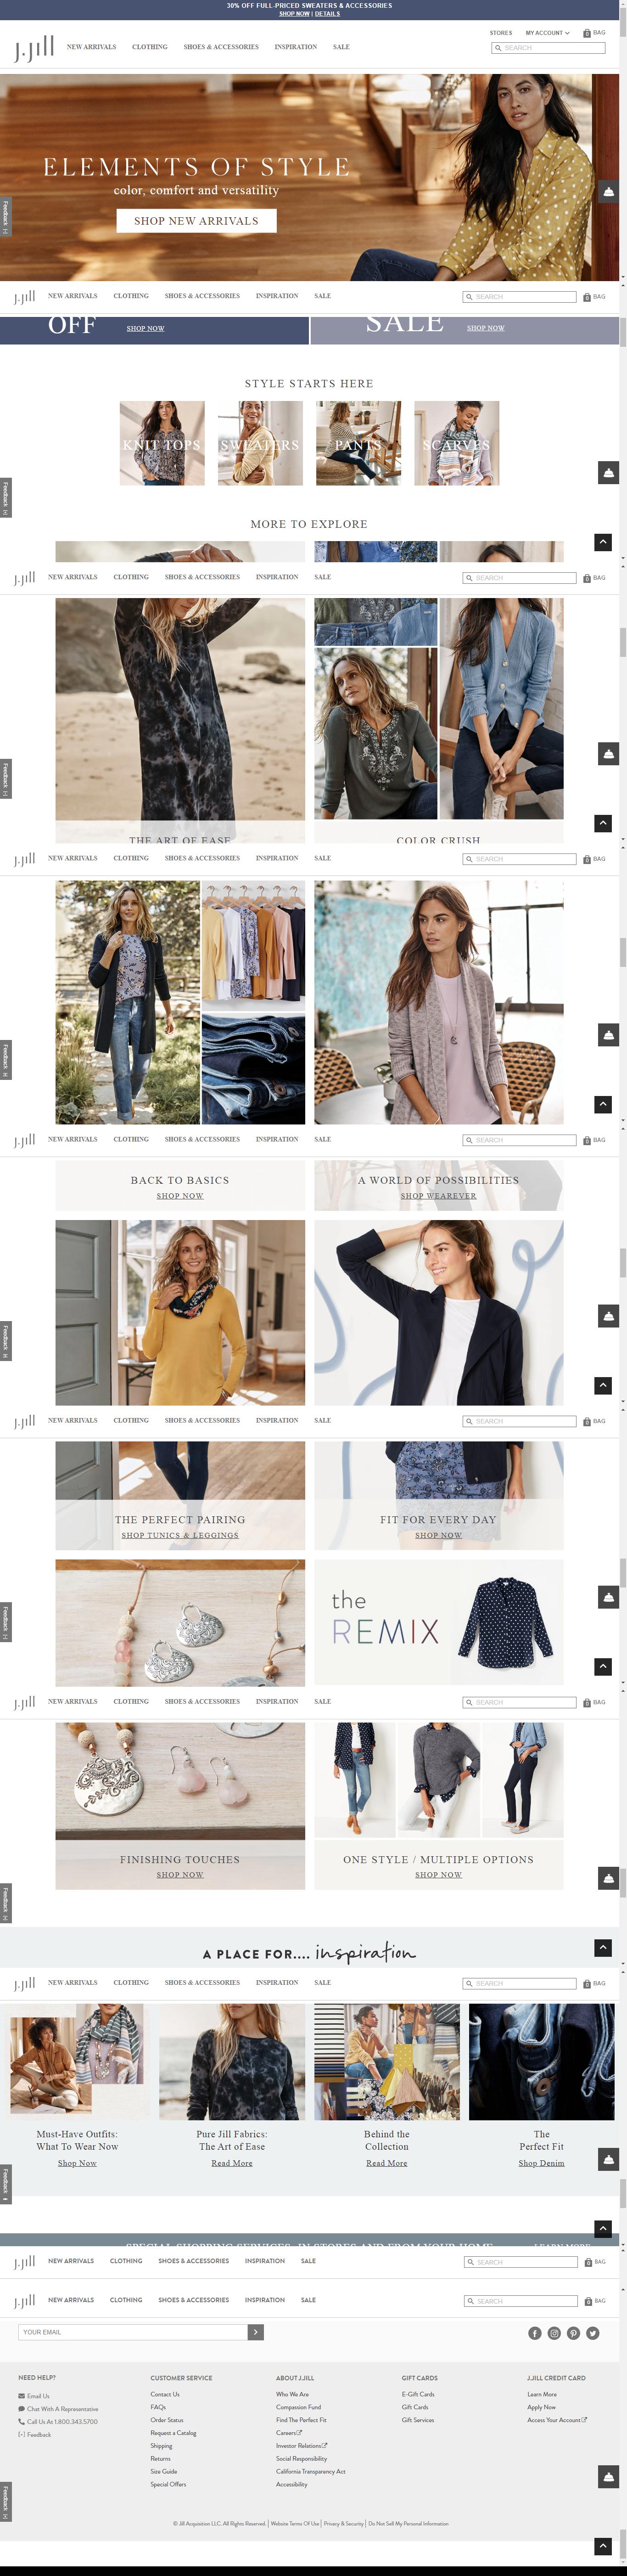 30% OFF FULL-PRICED SWEATERS & ACCESSORIES
SHOP NOW | DETAILS
STORES MY ACCOUNT BAG
J.Jill NEW ARRIVALS CLOTHING SHOES & ACCESSORIES INSPIRATION SALE
SEARCH
ELEMENTS OF STYLE
color, comfort and versatility
SHOP NEW ARRIVALS
Feedback
J.Jill NEW ARRIVALS CLOTHING SHOES & ACCESSORIES INSPIRATION SALE SEARCH BAG
OFF SHOP NOW SALE SHOP NOW
STYLE STARTS HERE
KNIT TOPS SWEATERS PANTS SCARVES
Feedback
MORE TO EXPLORE
J.Jill NEW ARRIVALS CLOTHING SHOES & ACCESSORIES INSPIRATION SALE SEARCH BAG
Feedback
THE ART OF EASE COLOR CRUSH
J.Jill NEW ARRIVALS CLOTHING SHOES & ACCESSORIES INSPIRATION SALE SEARCH BAG
Feedback
J.Jill NEW ARRIVALS CLOTHING SHOES & ACCESSORIES INSPIRATION SALE SEARCH BAG
BACK TO BASICS A WORLD OF POSSIBILITIES
SHOP NOW SHOP WEAREVER
Feedback
J.Jill NEW ARRIVALS CLOTHING SHOES & ACCESSORIES INSPIRATION SALE SEARCH BAG
THE PERFECT PAIRING FIT FOR EVERY DAY
SHOP TUNICS & LEGGINGS SHOP NOW
the
REMIX
Feedback
J.Jill NEW ARRIVALS CLOTHING SHOES & ACCESSORIES INSPIRATION SALE SEARCH BAG
FINISHING TOUCHES ONE STYLE / MULTIPLE OPTIONS
SHOP NOW SHOP NOW
Feedback
A PLACE FOR.... inspiration
J.Jill NEW ARRIVALS CLOTHING SHOES & ACCESSORIES INSPIRATION SALE SEARCH BAG
Must-Have Outfits: Pure Jill Fabrics: Behind the The
What To Wear Now The Art of Ease Collection Perfect Fit
Shop Now Read More Read More Shop Denim
Feedback
SPECIAL SHOPPING SERVICES, IN STORES AND FROM YOUR HOME LEARN MORE
J.Jill NEW ARRIVALS CLOTHING SHOES & ACCESSORIES INSPIRATION SALE SEARCH BAG
J.Jill NEW ARRIVALS CLOTHING SHOES & ACCESSORIES INSPIRATION SALE SEARCH BAG
YOUR EMAIL
NEED HELP?
Email Us
Chat With A Representative
Call Us At 1.800.343.5700
[-] Feedback
CUSTOMER SERVICE
Contact Us
FAQs
Order Status
Request a Catalog
Shipping
Returns
Size Guide
Special Offers
ABOUT J.JILL
Who We Are
Compassion Fund
Find The Perfect Fit
Careers
Investor Relations
Social Responsibility
California Transparency Act
Accessibility
GIFT CARDS
E-Gift Cards
Gift Cards
Gift Services
J.JILL CREDIT CARD
Learn More
Apply Now
Access Your Account
Feedback
© Jill Acquisition LLC, All Rights Reserved. | Website Terms Of Use | Privacy & Security | Do Not Sell My Personal Information